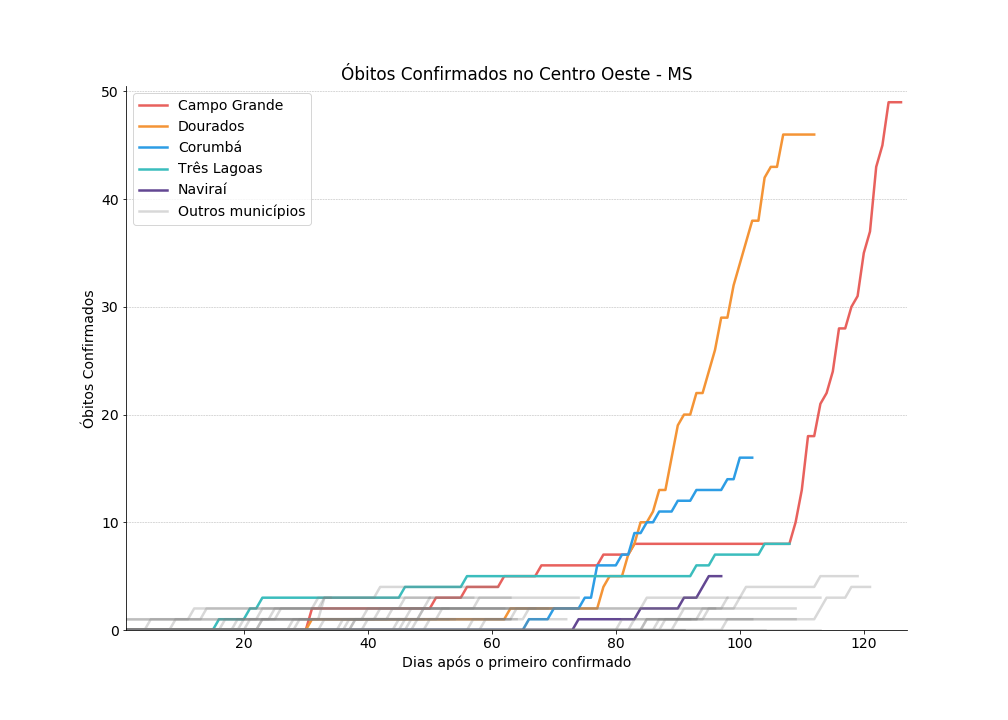 Óbitos Confirmados no Centro Oeste - MS
Campo Grande
Dourados
Corumbá
Três Lagoas
Naviraí
Outros municípios
Óbitos Confirmados
50
40
30
20
10
0
20
40
60
80
100
120
Dias após o primeiro confirmado